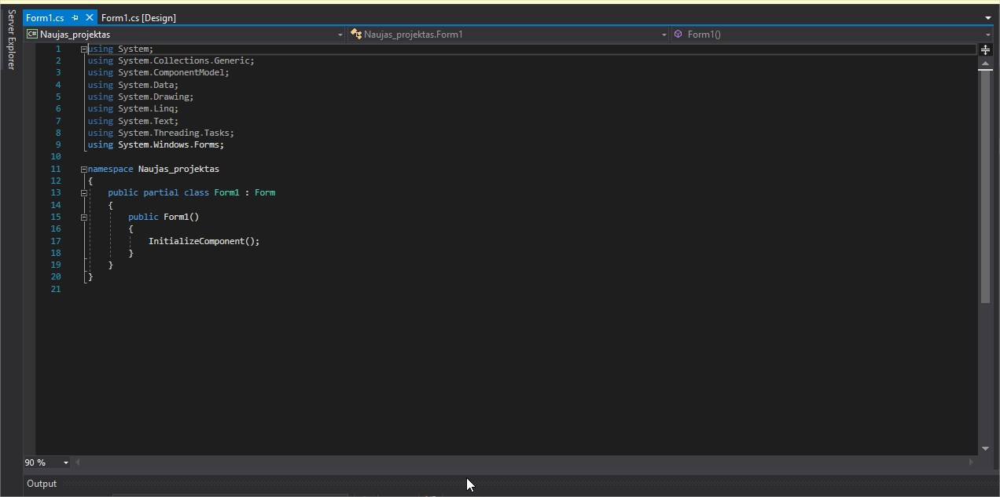 Server Explorer
Form1.cs Form1.cs [Design]
C# Naujas_projektas Naujas_projektas.Form1 Form1()
1 using System;
2 using System.Collections.Generic;
3 using System.ComponentModel;
4 using System.Data;
5 using System.Drawing;
6 using System.Linq;
7 using System.Text;
8 using System.Threading.Tasks;
9 using System.Windows.Forms;
10
11 namespace Naujas_projektas
12 {
13 public partial class Form1 : Form
14 {
15 public Form1()
16 {
17 InitializeComponent();
18 }
19 }
20 }
21
90 %
Output